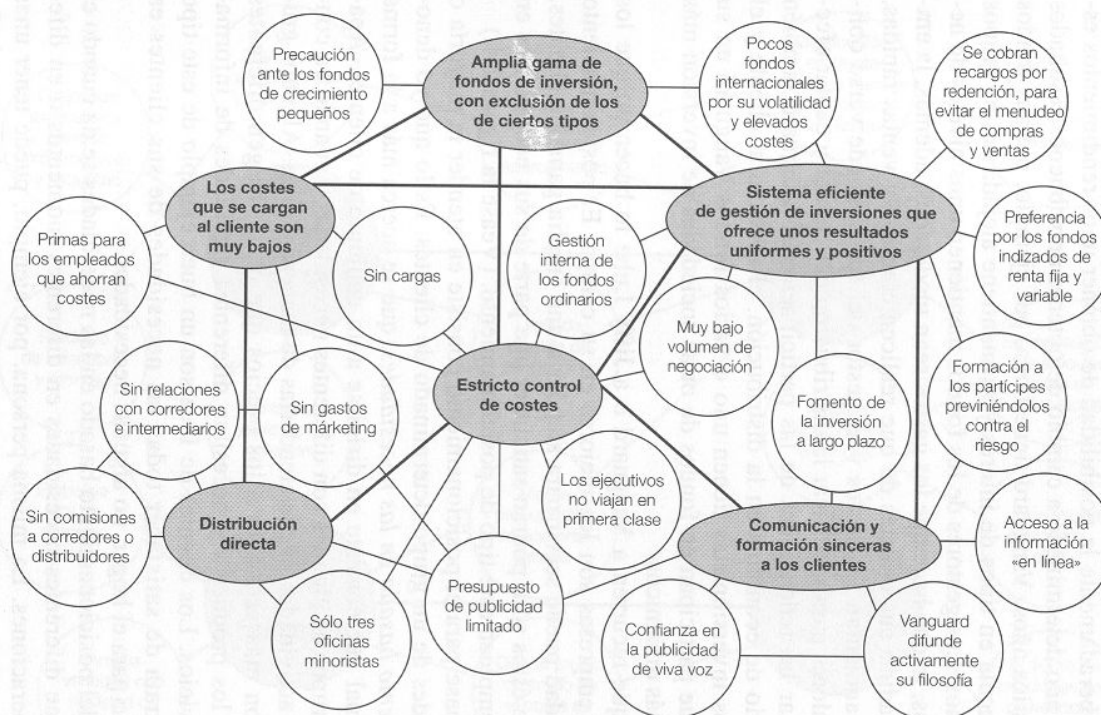 Precaución
ante los fondos
de crecimiento
pequeños
Amplia gama de
fondos de inversión,
con exclusión de los
de ciertos tipos
Pocos
fondos
internacionales
por su volatilidad
y elevados
costes
Se cobran
recargos por
redención, para
evitar el menudeo
de compras
y ventas
Los costes
que se cargan
al cliente son
muy bajos
Sistema eficiente
de gestión de inversiones que
ofrece unos resultados
uniformes y positivos
Primas para
los empleados
que ahorran
costes
Sin cargas
Gestión
interna de
los fondos
ordinarios
Preferencia
por los fondos
indizados de
renta fija y
variable
Muy bajo
volumen de
negociación
Sin relaciones
con corredores
e intermediarios
Sin gastos
de márketing
Estricto control
de costes
Fomento de
la inversión
a largo plazo
Formación a
los partícipes
previniéndolos
contra el
riesgo
Sin comisiones
a corredores o
distribuidores
Distribución
directa
Los ejecutivos
no viajan en
primera clase
Comunicación y
formación sinceras
a los clientes
Acceso a la
información
«en línea»
Sólo tres
oficinas
minoristas
Presupuesto
de publicidad
limitado
Confianza en
la publicidad
de viva voz
Vanguard
difunde
activamente
su filosofía